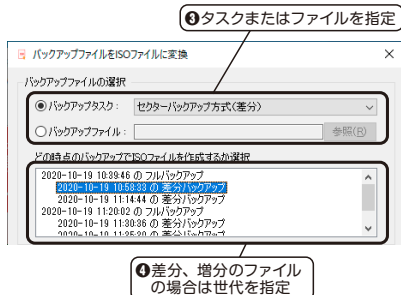 ❸タスクまたはファイルを指定
バックアップファイルをISOファイルに変換
バックアップファイルの選択
バックアップタスク: セクターバックアップ方式(差分)
バックアップファイル: 参照(R)
どの時点のバックアップでISOファイルを作成するか選択
2020-10-19 10:39:46 の フルバックアップ
2020-10-19 10:58:33 の 差分バックアップ
2020-10-19 11:14:44 の 差分バックアップ
2020-10-19 11:20:02 の フルバックアップ
2020-10-19 11:30:36 の 差分バックアップ
❹差分、増分のファイル
の場合は世代を指定